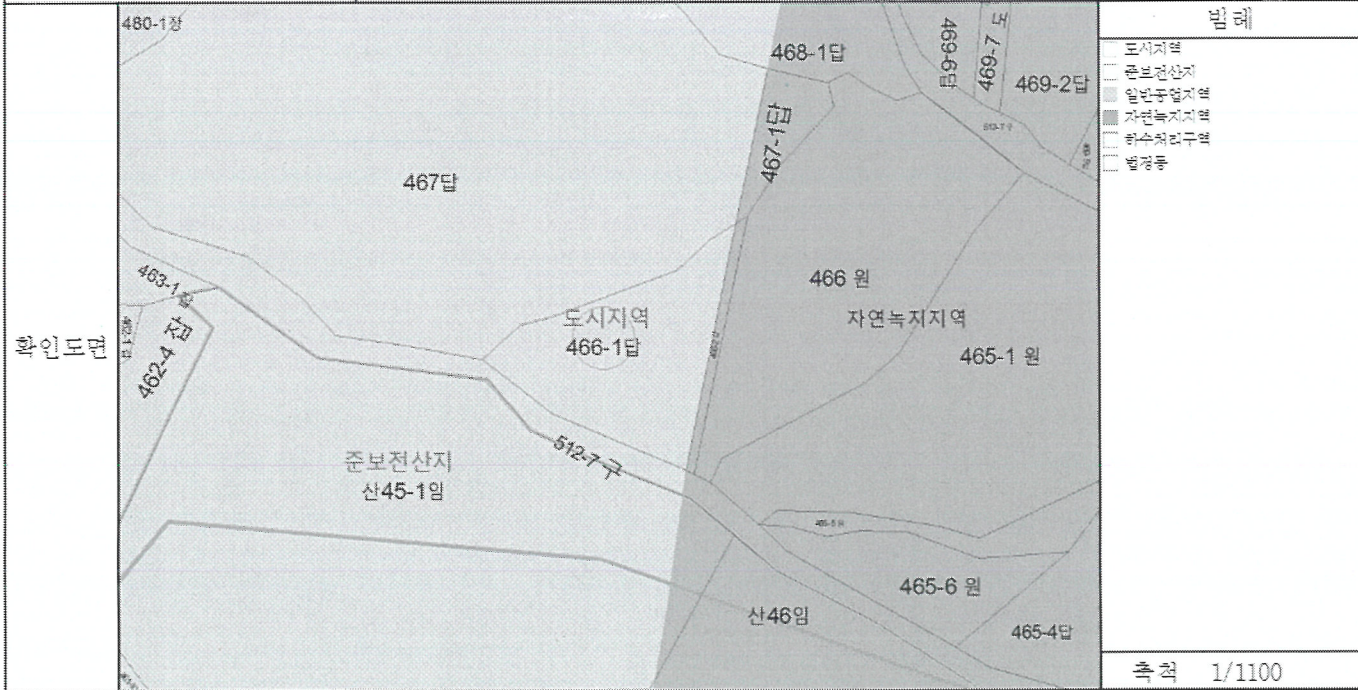 480-1장
468-1답
469-6답
469-7 도
469-2답
467답
467-1답
463-1
462-4 잡
466 원
도시지역
466-1답
자연녹지지역
465-1 원
512-7 구
준보전산지
산45-1임
465-6 원
산46임
465-4답
확인도면
범례
도시지역
준보전산지
일반공업지역
자연녹지지역
하수처리구역
법정동
축척 1/1100